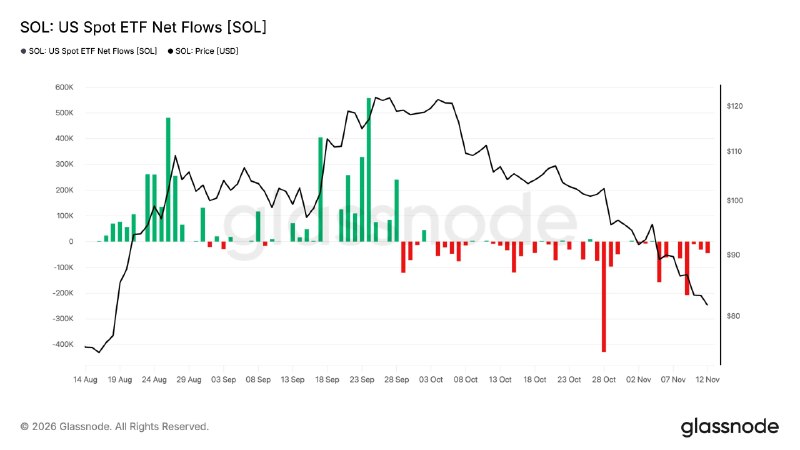 SOL: US Spot ETF Net Flows [SOL]
SOL: US Spot ETF Net Flows [SOL] SOL: Price [USD]
600K
500K
400K
300K
200K
100K
0
-100K
-200K
-300K
-400K
$120
$110
$100
$90
$80
glassnode
14 Aug 19 Aug 24 Aug 29 Aug 03 Sep 08 Sep 13 Sep 18 Sep 23 Sep 28 Sep 03 Oct 08 Oct 13 Oct 18 Oct 23 Oct 28 Oct 02 Nov 07 Nov 12 Nov
© 2026 Glassnode. All Rights Reserved.
glassnode